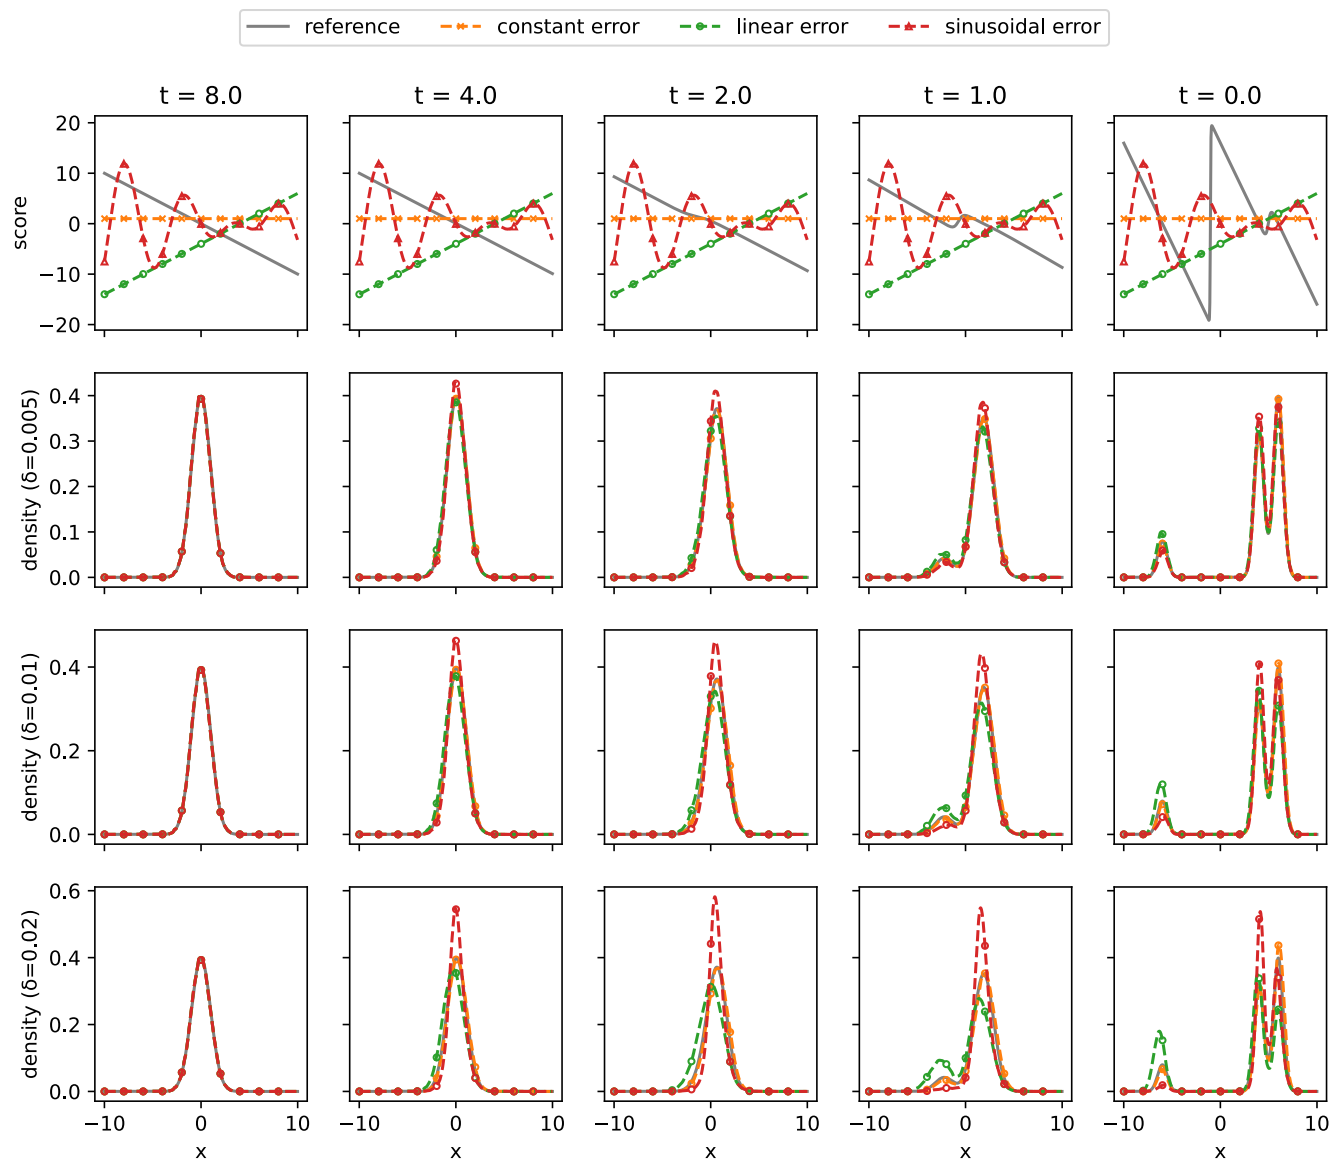 reference constant error linear error sinusoidal error
t = 8.0 t = 4.0 t = 2.0 t = 1.0 t = 0.0
score
20
10
0
−10
−20
density (δ=0.005)
0.4
0.3
0.2
0.1
0.0
density (δ=0.01)
0.4
0.2
0.0
density (δ=0.02)
0.6
0.4
0.2
0.0
−10 0 10 −10 0 10 −10 0 10 −10 0 10 −10 0 10
x x x x x